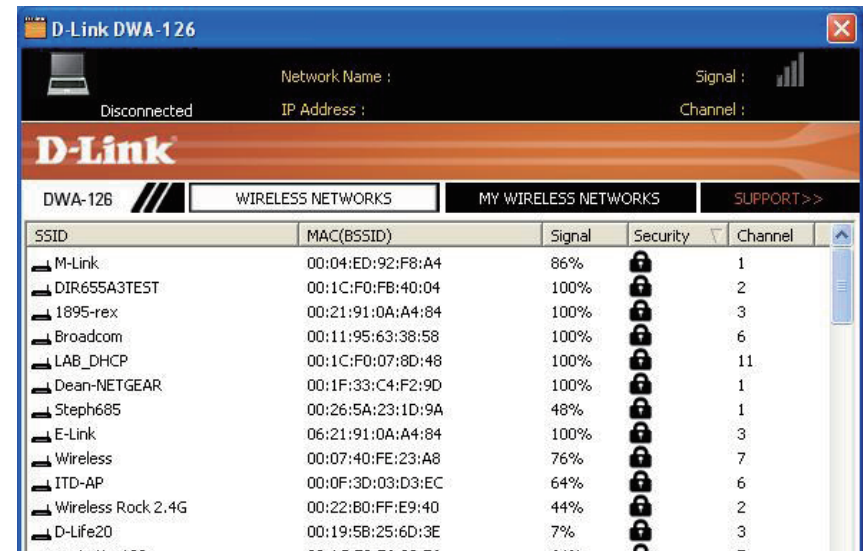 D-Link DWA-126
Network Name : Signal :
Disconnected IP Address : Channel :
D-Link
DWA-126 WIRELESS NETWORKS MY WIRELESS NETWORKS SUPPORT>>
SSID MAC(BSSID) Signal Security Channel
M-Link 00:04:ED:92:F8:A4 86% 1
DIR655A3TEST 00:1C:F0:FB:40:04 100% 2
1895-rex 00:21:91:0A:A4:84 100% 3
Broadcom 00:11:95:63:38:58 100% 6
LAB_DHCP 00:1C:F0:07:8D:48 100% 11
Dean-NETGEAR 00:1F:33:C4:F2:9D 100% 1
Steph685 00:26:5A:23:1D:9A 48% 1
E-Link 06:21:91:0A:A4:84 100% 3
Wireless 00:07:40:FE:23:A8 76% 7
ITD-AP 00:0F:3D:03:D3:EC 64% 6
Wireless Rock 2.4G 00:22:B0:FF:E9:40 44% 2
D-Life20 00:19:5B:25:6D:3E 7% 3